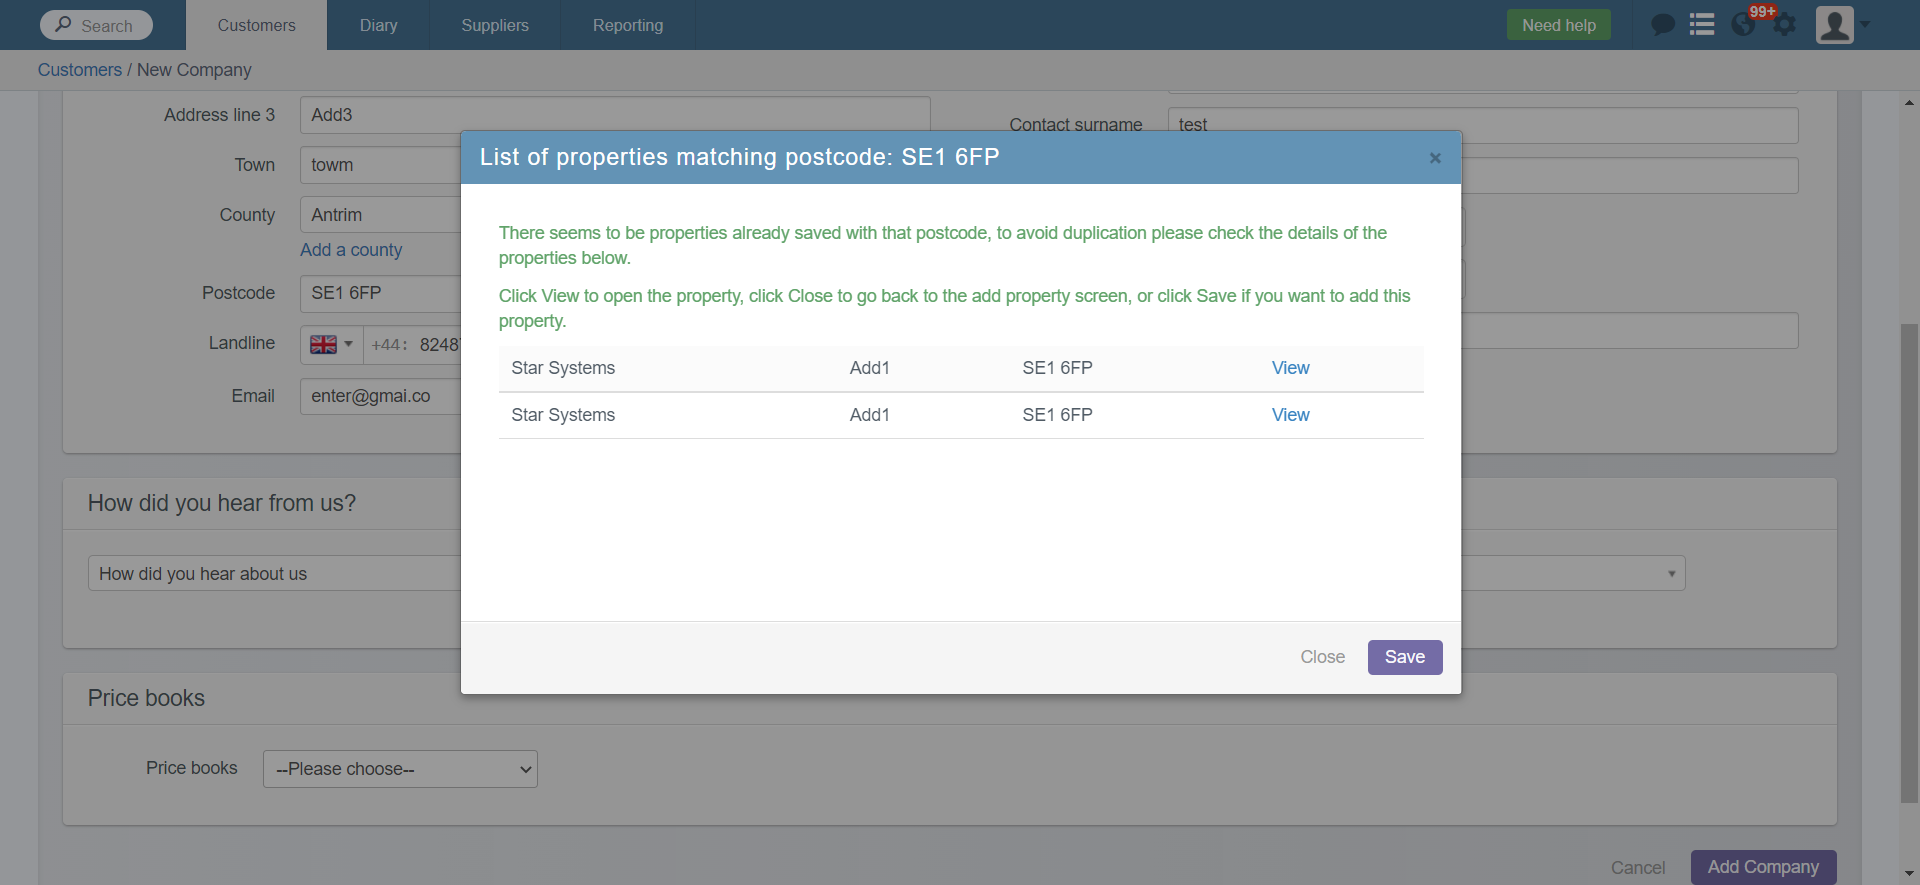 Search
Customers
Diary
Suppliers
Reporting
Need help
99+
Customers / New Company
Address line 3
Add3
Contact surname
test
Town
towm
County
Antrim
Add a county
Postcode
SE1 6FP
Landline
+44:
Email
enter@gmai.co
List of properties matching postcode: SE1 6FP
×
There seems to be properties already saved with that postcode, to avoid duplication please check the details of the
properties below.
Click View to open the property, click Close to go back to the add property screen, or click Save if you want to add this
property.
Star Systems Add1 SE1 6FP View
Star Systems Add1 SE1 6FP View
Close
Save
How did you hear from us?
How did you hear about us
Price books
Price books
--Please choose--
Cancel
Add Company